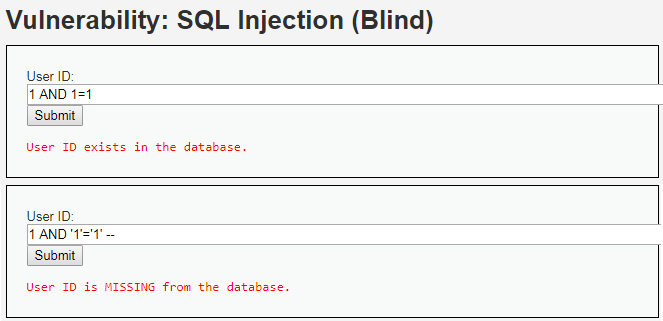 Vulnerability: SQL Injection (Blind)
User ID:
1 AND 1=1
Submit
User ID exists in the database.
User ID:
1 AND '1'='1' --
Submit
User ID is MISSING from the database.